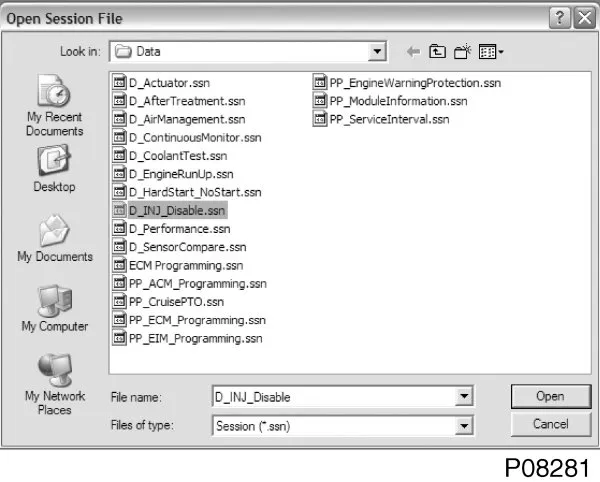 Open Session File
Look in: Data
My Recent
Documents
Desktop
My Documents
My Computer
My Network
Places
D_Actuator.ssn
D_AfterTreatment.ssn
D_AirManagement.ssn
D_ContinuousMonitor.ssn
D_CoolantTest.ssn
D_EngineRunUp.ssn
D_HardStart_NoStart.ssn
D_INJ_Disable.ssn
D_Performance.ssn
D_SensorCompare.ssn
ECM Programming.ssn
PP_ACM_Programming.ssn
PP_CruisePTO.ssn
PP_ECM_Programming.ssn
PP_EIM_Programming.ssn
PP_EngineWarningProtection.ssn
PP_ModuleInformation.ssn
PP_ServiceInterval.ssn
File name: D_INJ_Disable Open
Files of type: Session (*.ssn) Cancel
P08281